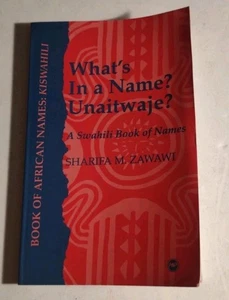 BOOK OF AFRICAN NAMES: KISWAHILI
What's
In a Name?
Unaitwaje?
A Swahili Book of Names
SHARIFA M. ZAWAWI